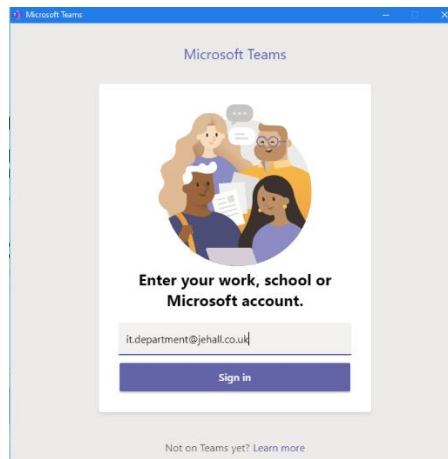 Microsoft Teams
Microsoft Teams
Enter your work, school or
Microsoft account.
it.department@jehall.co.uk
Sign in
Not on Teams yet? Learn more